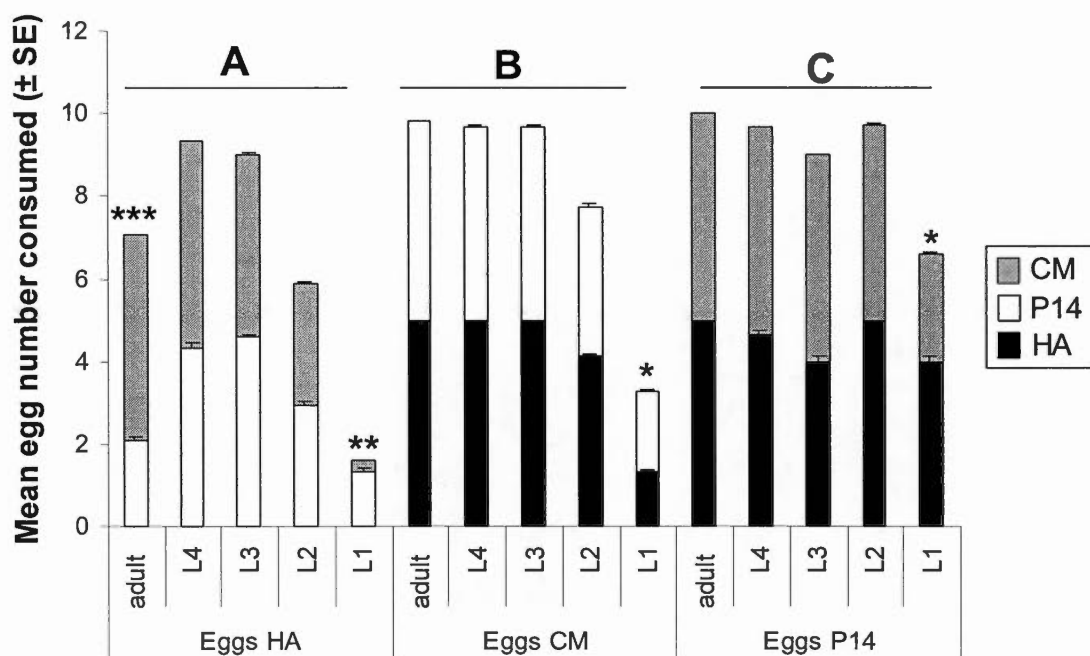 Mean egg number consumed (± SE)
12
10
8
6
4
2
0
A
B
C
***
**
*
*
CM
P14
HA
adult
L4
L3
L2
L1
adult
L4
L3
L2
L1
adult
L4
L3
L2
L1
Eggs HA
Eggs CM
Eggs P14